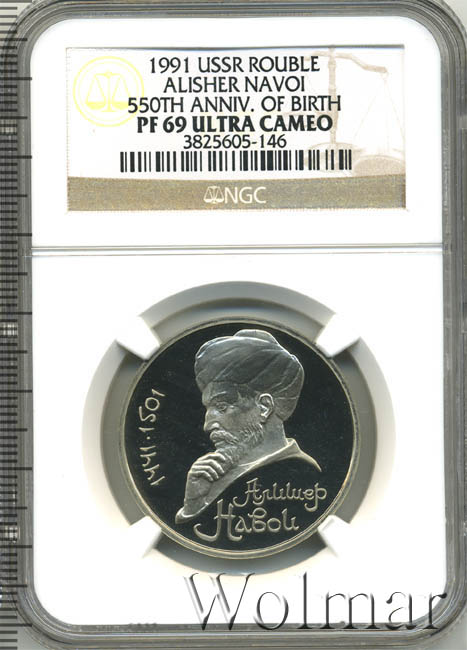 1991 USSR ROUBLE
ALISHER NAVOI
550TH ANNIV. OF BIRTH
PF 69 ULTRA CAMEO
3825605-146
NGC
1441·1501
Алишер
Навои
Wolmar